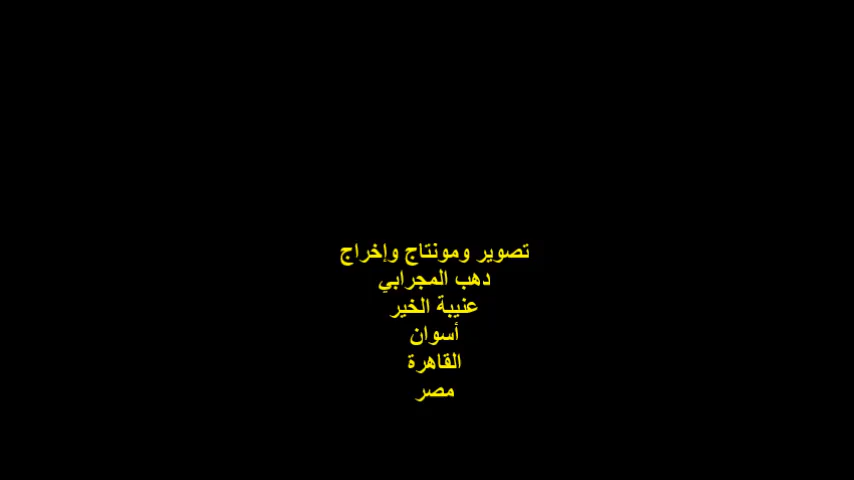 تصوير ومونتاج وإخراج
دهب المجرابي
عنيبة الخير
أسوان
القاهرة
مصر